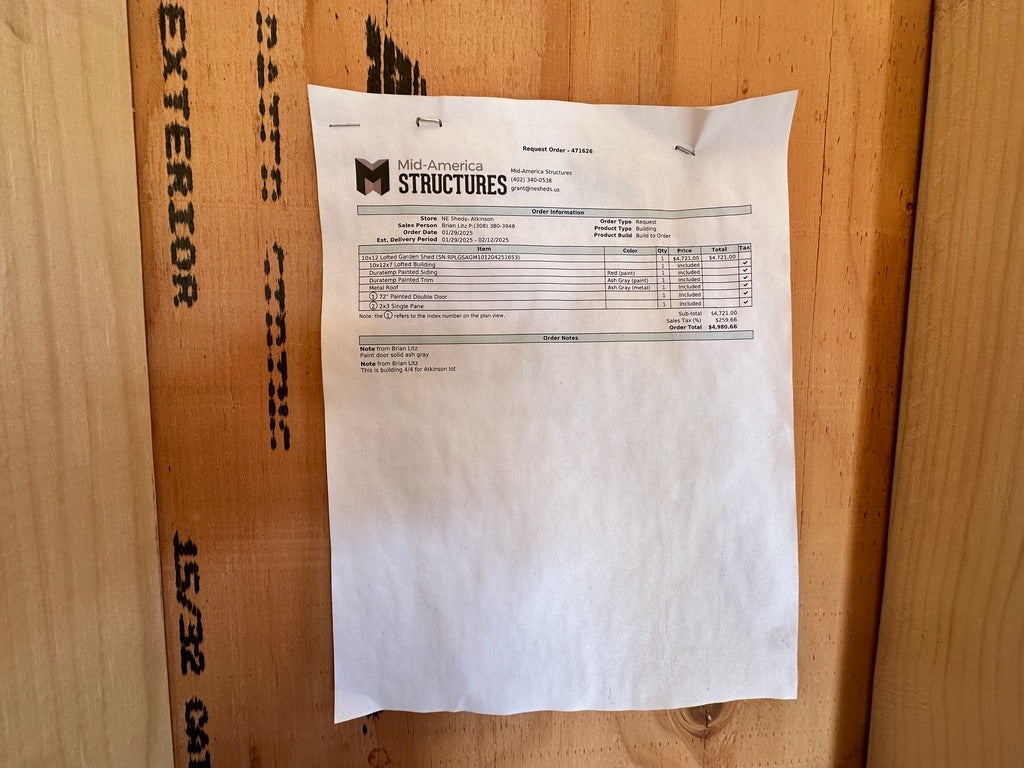 EXTERIOR
15/32 CAT
Request Order - 471626
Mid-America
STRUCTURES
Mid-America Structures
(402) 340-0538
grant@nesheds.us
Order Information
Store NE Sheds- Atkinson
Sales Person Brian Litz P:(308) 380-3948
Order Date 01/29/2025
Est. Delivery Period 01/29/2025 - 02/12/2025
Order Type Request
Product Type Building
Product Build Build to Order
Item Color Qty Price Total Tax
10x12 Lofted Garden Shed (SN:RPLGSAGM101204251653) 1 $4,721.00 $4,721.00
10x12x7 Lofted Building 1 Included ✓
Duratemp Painted Siding Red (paint) 1 Included ✓
Duratemp Painted Trim Ash Gray (paint) 1 Included ✓
Metal Roof Ash Gray (metal) 1 Included ✓
① 72" Painted Double Door 1 Included ✓
② 2x3 Single Pane 1 Included ✓
Note: the ① refers to the index number on the plan view.
Sub-total $4,721.00
Sales Tax (%) $259.66
Order Total $4,980.66
Order Notes
Note from Brian Litz
Paint door solid ash gray
Note from Brian Litz
This is building 4/4 for Atkinson lot